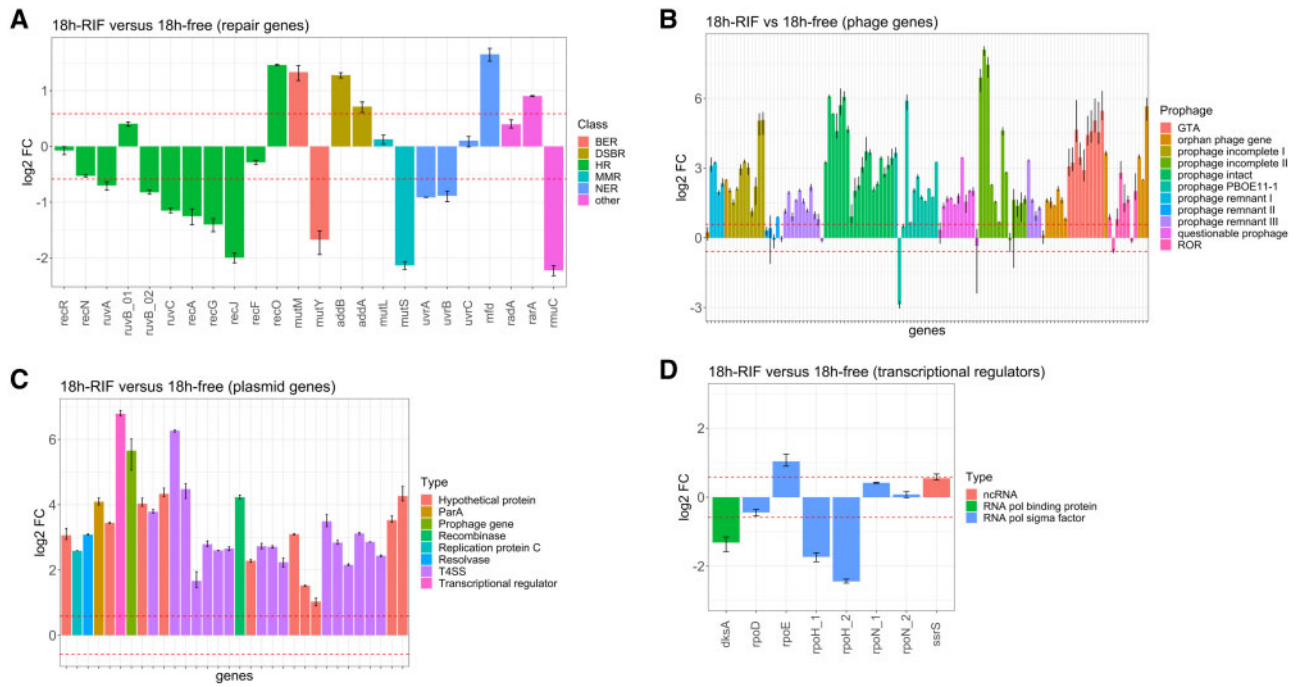 A
18h-RIF versus 18h-free (repair genes)
log2 FC
1
0
-1
-2
recR
recN
ruvA
ruvB_01
ruvB_02
ruvC
recA
recG
recJ
recF
recO
mutM
mutY
addB
addA
mutL
mutS
uvrA
uvrB
uvrC
mfd
radA
rarA
rmuC
Class
BER
DSBR
HR
MMR
NER
other
B
18h-RIF vs 18h-free (phage genes)
log2 FC
6
3
0
-3
genes
Prophage
GTA
orphan phage gene
prophage incomplete I
prophage incomplete II
prophage intact
prophage PBOE11-1
prophage remnant I
prophage remnant II
prophage remnant III
questionable prophage
ROR
C
18h-RIF versus 18h-free (plasmid genes)
log2 FC
6
4
2
0
genes
Type
Hypothetical protein
ParA
Prophage gene
Recombinase
Replication protein C
Resolvase
T4SS
Transcriptional regulator
D
18h-RIF versus 18h-free (transcriptional regulators)
log2 FC
2
0
-2
dksA
rpoD
rpoE
rpoH_1
rpoH_2
rpoN_1
rpoN_2
ssrS
Type
ncRNA
RNA pol binding protein
RNA pol sigma factor